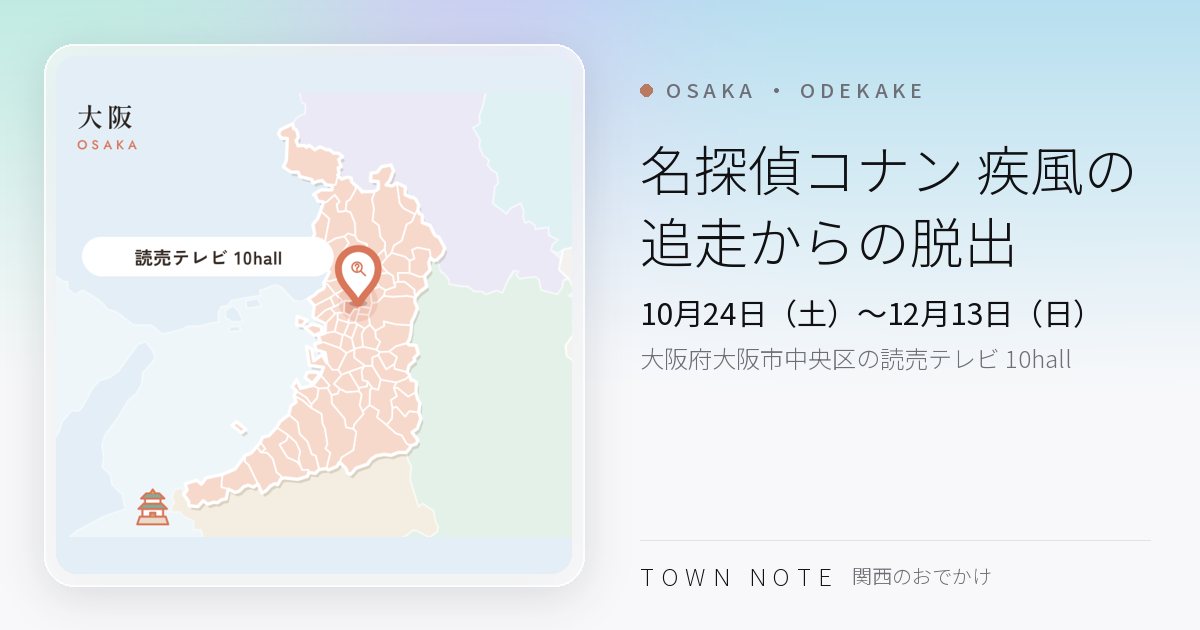 大阪
OSAKA
読売テレビ 10hall
OSAKA ・ ODEKAKE
名探偵コナン 疾風の
追走からの脱出
10月24日（土）～12月13日（日）
大阪府大阪市中央区の読売テレビ 10hall
TOWN NOTE 関西のおでかけ